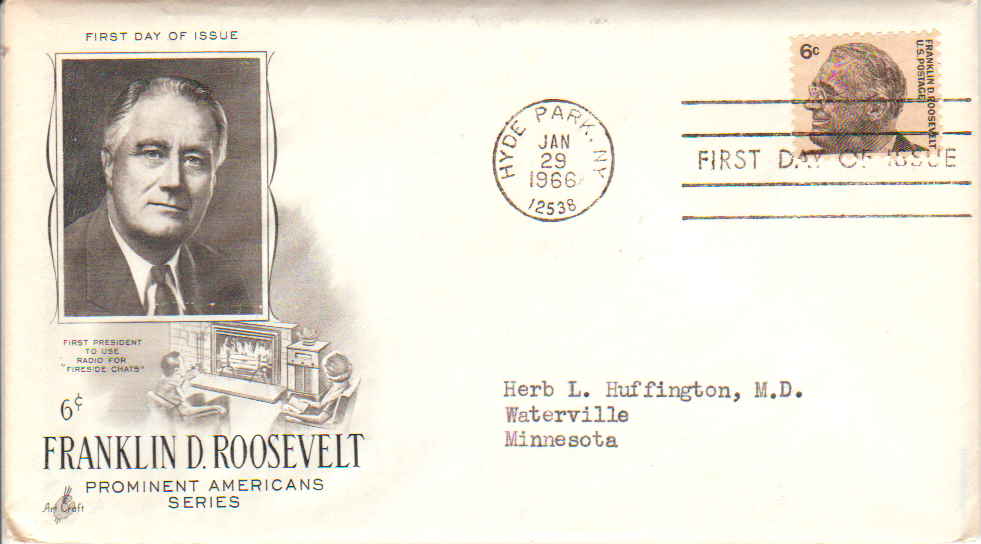 FIRST DAY OF ISSUE
FIRST PRESIDENT
TO USE
RADIO FOR
"FIRESIDE CHATS"
6¢
FRANKLIN D. ROOSEVELT
PROMINENT AMERICANS
SERIES
Art Craft
HYDE PARK, NY
JAN
29
1966
12538
6c
FRANKLIN D. ROOSEVELT
U.S. POSTAGE
FIRST DAY OF ISSUE
Herb L. Huffington, M.D.
Waterville
Minnesota